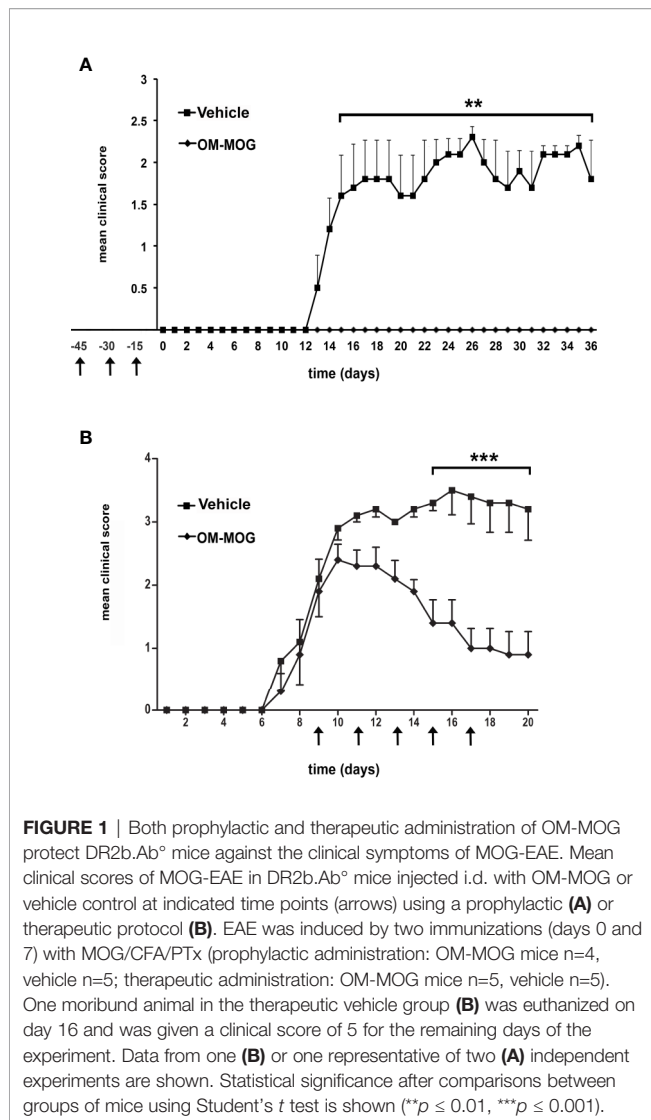 A
3
2.5
2
1.5
1
0.5
mean clinical score
Vehicle
OM-MOG
**
-45 -30 -15 0 2 4 6 8 10 12 14 16 18 20 22 24 26 28 30 32 34 36
time (days)
B
4
3
2
1
0
mean clinical score
Vehicle
OM-MOG
***
2 4 6 8 10 12 14 16 18 20
time (days)
FIGURE 1 | Both prophylactic and therapeutic administration of OM-MOG
protect DR2b.Ab° mice against the clinical symptoms of MOG-EAE. Mean
clinical scores of MOG-EAE in DR2b.Ab° mice injected i.d. with OM-MOG or
vehicle control at indicated time points (arrows) using a prophylactic (A) or
therapeutic protocol (B). EAE was induced by two immunizations (days 0 and
7) with MOG/CFA/PTx (prophylactic administration: OM-MOG mice n=4,
vehicle n=5; therapeutic administration: OM-MOG mice n=5, vehicle n=5).
One moribund animal in the therapeutic vehicle group (B) was euthanized on
day 16 and was given a clinical score of 5 for the remaining days of the
experiment. Data from one (B) or one representative of two (A) independent
experiments are shown. Statistical significance after comparisons between
groups of mice using Student's t test is shown (**p ≤ 0.01, ***p ≤ 0.001).